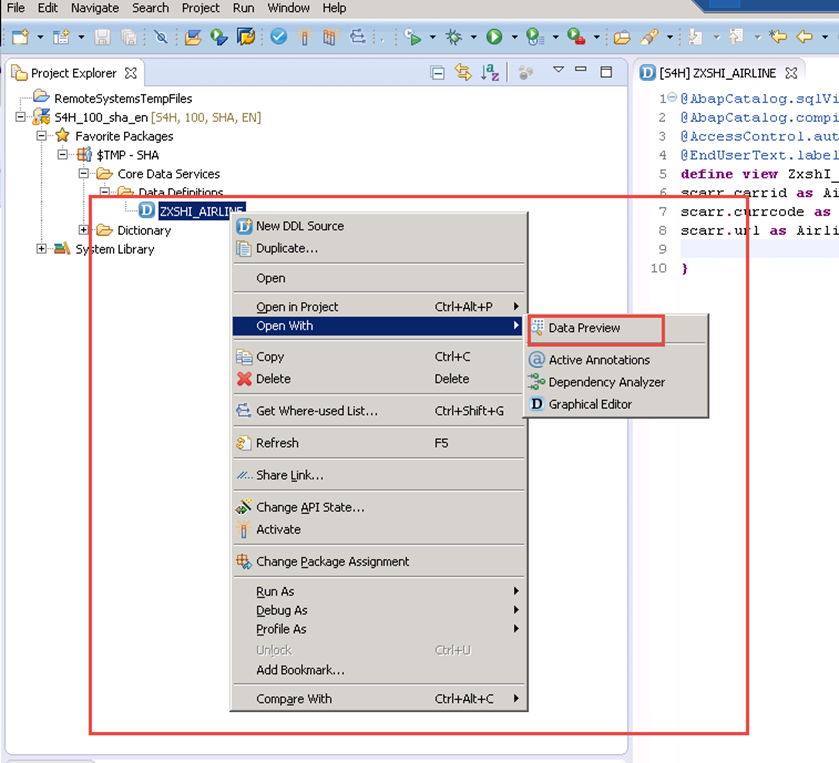 File Edit Navigate Search Project Run Window Help
Project Explorer
[S4H] ZXSHI_AIRLINE
RemoteSystemsTempFiles
S4H_100_sha_en [S4H, 100, SHA, EN]
Favorite Packages
$TMP - SHA
Core Data Services
Data Definitions
ZXSHI_AIRLINE
Dictionary
System Library
1 @AbapCatalog.sqlVi
2 @AbapCatalog.compi
3 @AccessControl.aut
4 @EndUserText.label
5 define view ZxshI_
6 scarr.carrid as Ai
7 scarr.currcode as
8 scarr.url as Airli
9
10 }
New DDL Source
Duplicate...
Open
Open in Project Ctrl+Alt+P
Open With
Copy Ctrl+C
Delete Delete
Get Where-used List... Ctrl+Shift+G
Refresh F5
Share Link...
Change API State...
Activate
Change Package Assignment
Run As
Debug As
Profile As
Unlock Ctrl+U
Add Bookmark...
Compare With Ctrl+Alt+C
Data Preview
Active Annotations
Dependency Analyzer
Graphical Editor